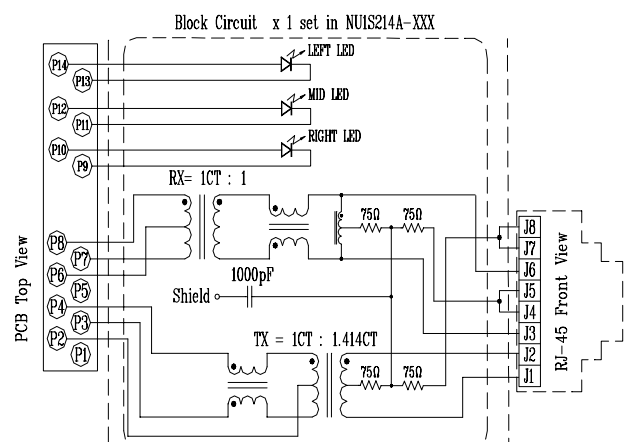 Block Circuit x 1 set in NU1S214A-XXX
P14
LEFT LED
P13
P12
MID LED
P11
P10
RIGHT LED
P9
RX= 1CT : 1
75Ω 75Ω
P8
P7
P6
P5
P4
P3
P2
P1
PCB Top View
1000pF
Shield
TX = 1CT : 1.414CT
75Ω 75Ω
J8
J7
J6
J5
J4
J3
J2
J1
RJ-45 Front View